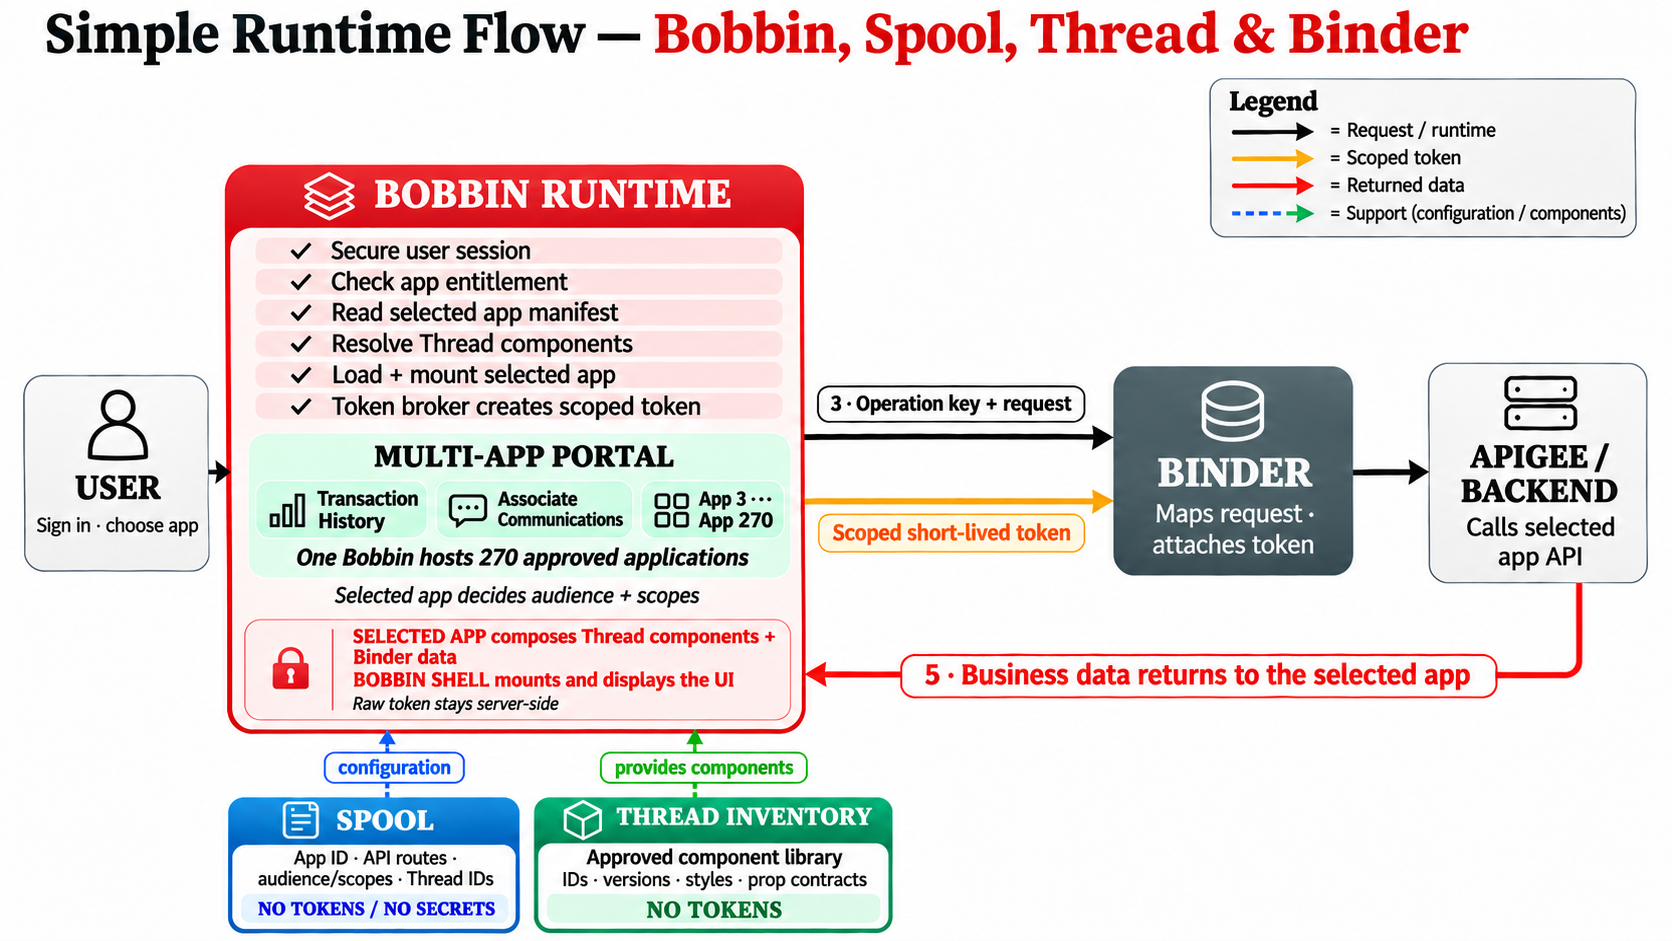 Simple Runtime Flow — Bobbin, Spool, Thread & Binder
Legend
= Request / runtime
= Scoped token
= Returned data
= Support (configuration / components)
BOBBIN RUNTIME
Secure user session
Check app entitlement
Read selected app manifest
Resolve Thread components
Load + mount selected app
Token broker creates scoped token
MULTI-APP PORTAL
Transaction
History
Associate
Communications
App 3 ···
App 270
One Bobbin hosts 270 approved applications
Selected app decides audience + scopes
SELECTED APP composes Thread components +
Binder data
BOBBIN SHELL mounts and displays the UI
Raw token stays server-side
USER
Sign in · choose app
3 · Operation key + request
Scoped short-lived token
BINDER
Maps request ·
attaches token
APIGEE /
BACKEND
Calls selected
app API
5 · Business data returns to the selected app
configuration
provides components
SPOOL
App ID · API routes ·
audience/scopes · Thread IDs
NO TOKENS / NO SECRETS
THREAD INVENTORY
Approved component library
IDs · versions · styles · prop contracts
NO TOKENS